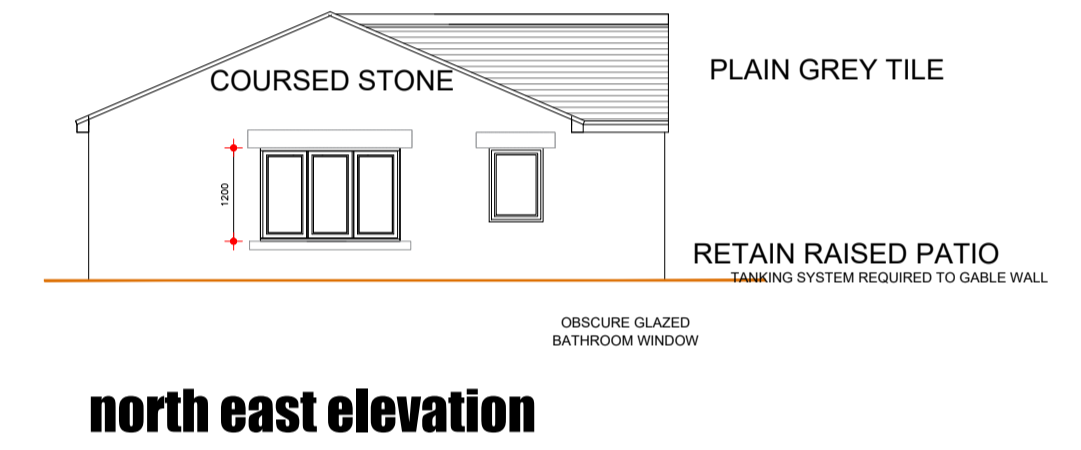 COURSED STONE
PLAIN GREY TILE
1200
RETAIN RAISED PATIO
TANKING SYSTEM REQUIRED TO GABLE WALL
OBSCURE GLAZED
BATHROOM WINDOW
north east elevation